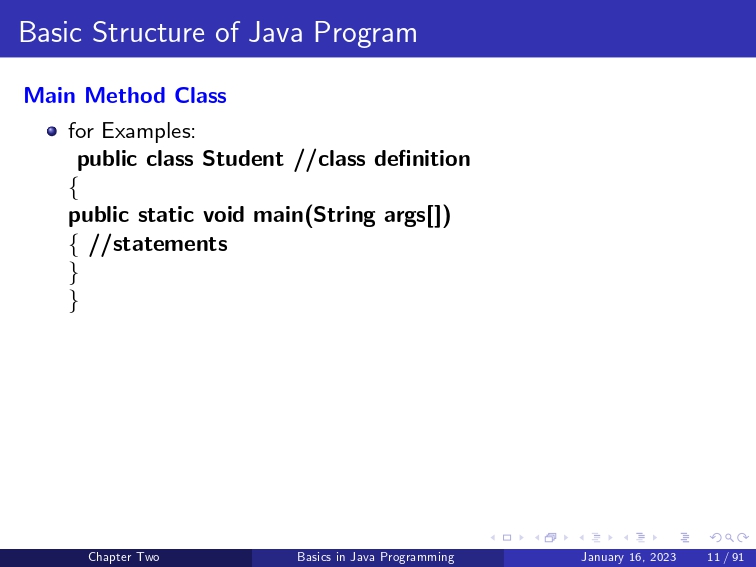 Basic Structure of Java Program
Main Method Class
for Examples:
public class Student //class definition
{
public static void main(String args[])
{ //statements
}
}
Chapter Two Basics in Java Programming January 16, 2023 11 / 91